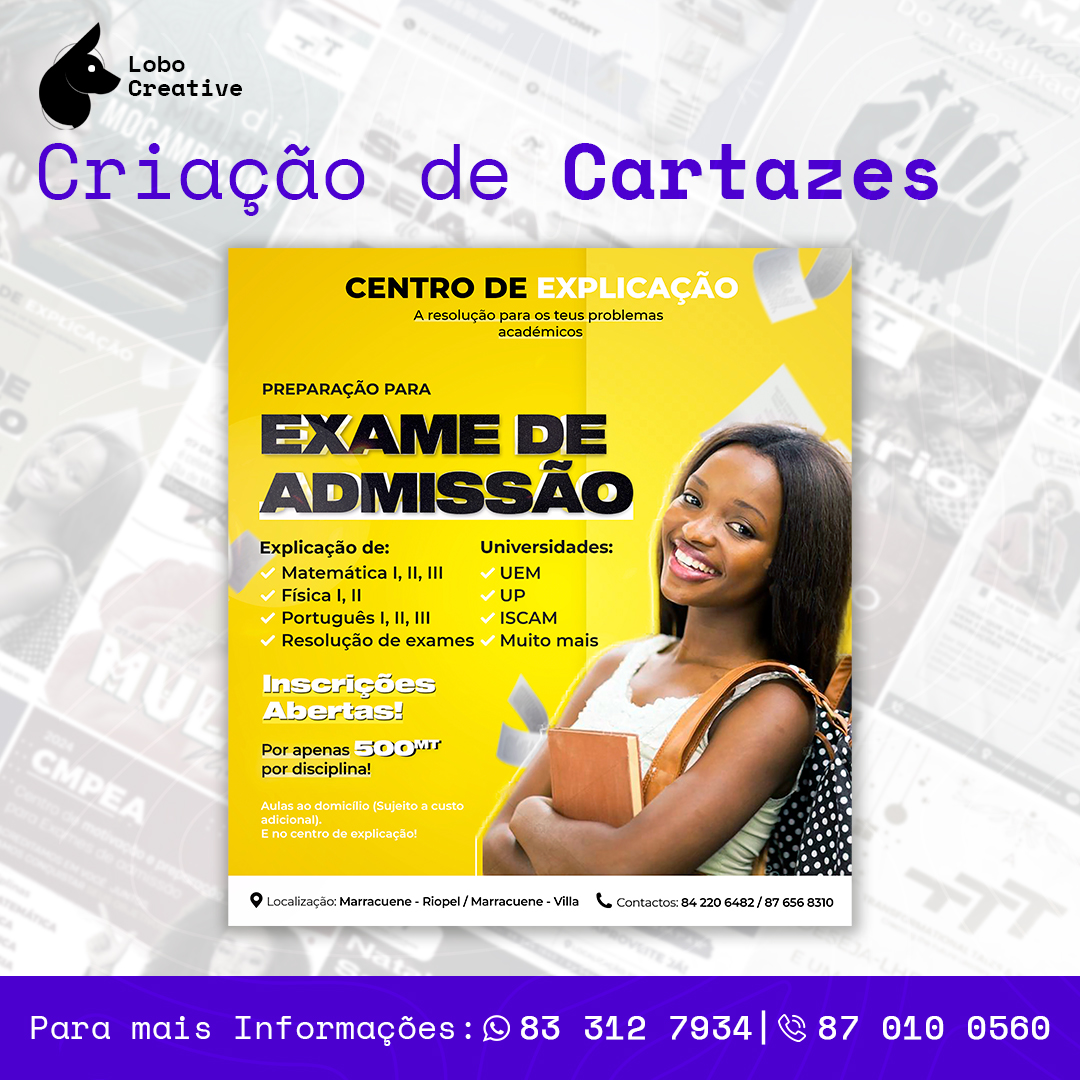 Lobo
Creative
Criação de Cartazes
CENTRO DE EXPLICAÇÃO
A resolução para os teus problemas
académicos
PREPARAÇÃO PARA
EXAME DE
ADMISSÃO
Explicação de:
Matemática I, II, III
Física I, II
Português I, II, III
Resolução de exames
Universidades:
UEM
UP
ISCAM
Muito mais
Inscrições
Abertas!
Por apenas 500MT
por disciplina!
Aulas ao domicílio (Sujeito a custo
adicional).
E no centro de explicação!
Localização: Marracuene - Riopel / Marracuene - Villa
Contactos: 84 220 6482 / 87 656 8310
CMPEA
Para mais Informações: 83 312 7934| 87 010 0560